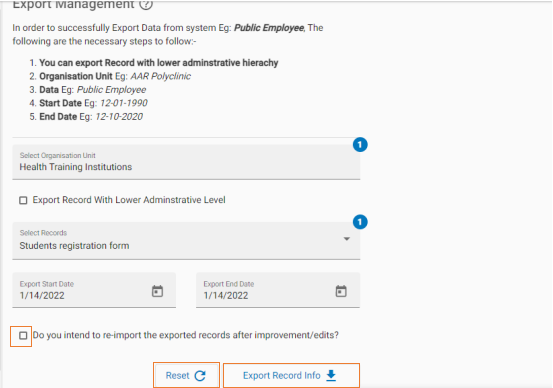 Export Management
In order to successfully Export Data from system Eg: Public Employee, The
following are the necessary steps to follow:-
1. You can export Record with lower adminstrative hierachy
2. Organisation Unit Eg: AAR Polyclinic
3. Data Eg: Public Employee
4. Start Date Eg: 12-01-1990
5. End Date Eg: 12-10-2020
1
Select Organisation Unit
Health Training Institutions
Export Record With Lower Adminstrative Level
1
Select Records
Students registration form
Export Start Date Export End Date
1/14/2022 1/14/2022
Do you intend to re-import the exported records after improvement/edits?
Reset Export Record Info